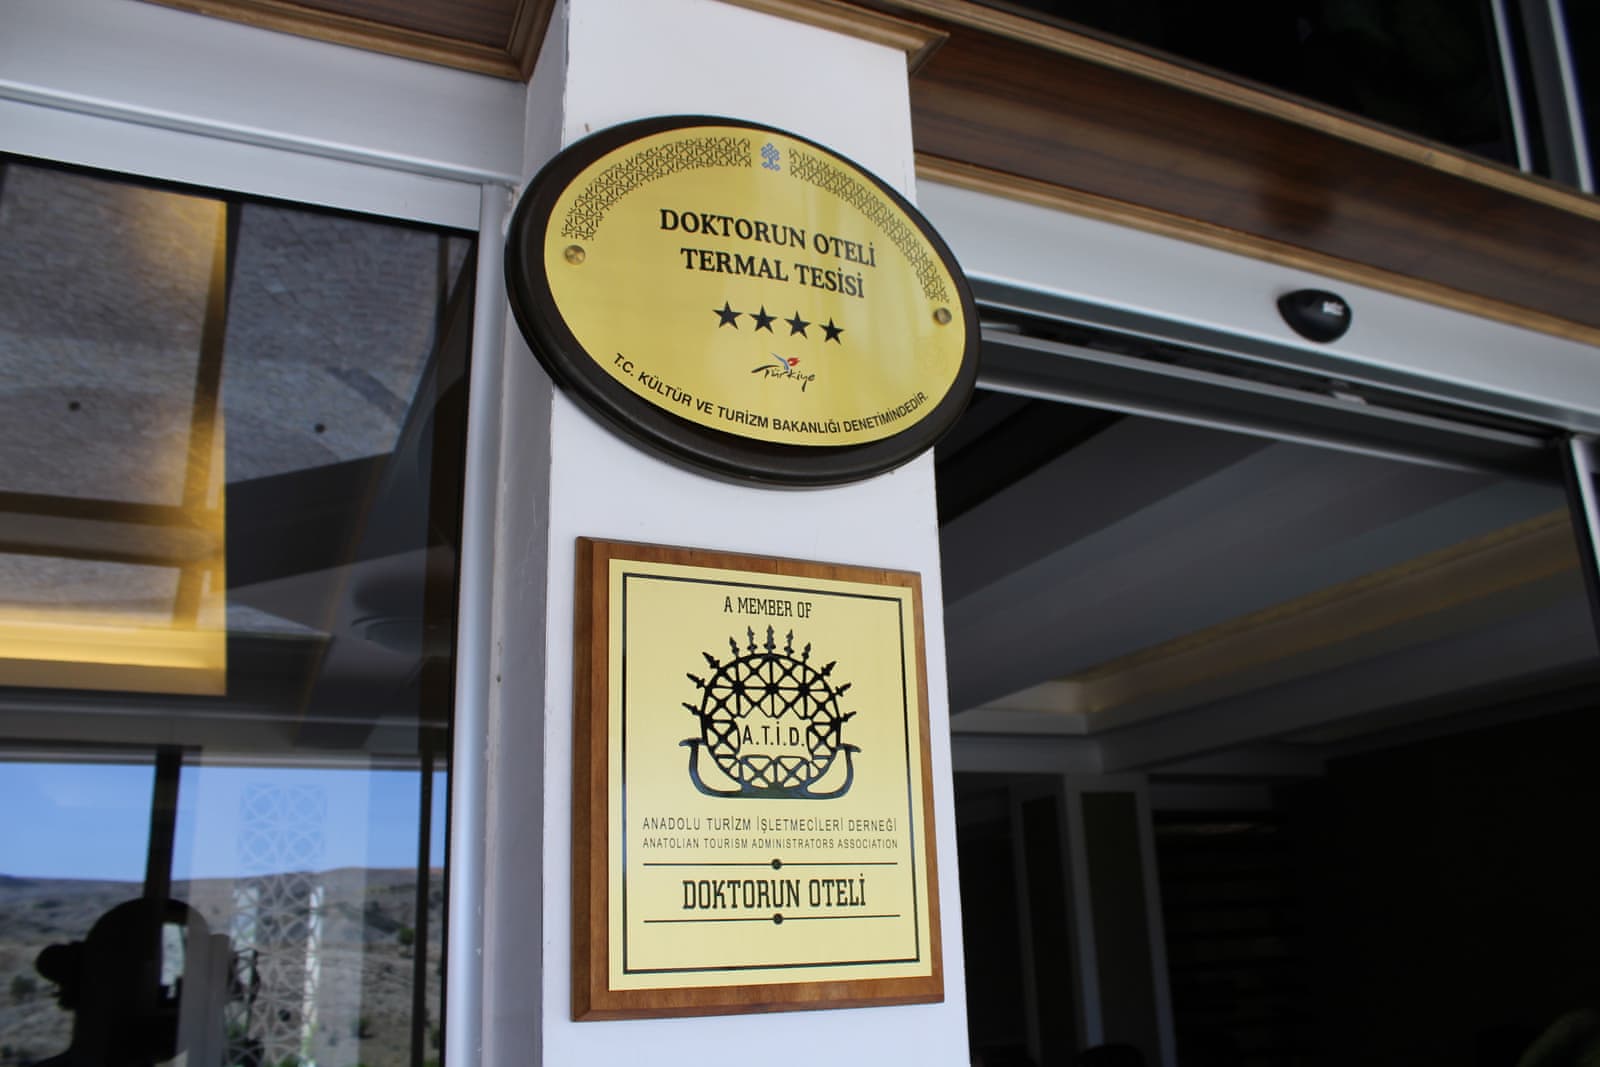 DOKTORUN OTELİ
TERMAL TESİSİ
Türkiye
T.C. KÜLTÜR VE TURİZM BAKANLIĞI DENETİMİNDEDİR.
A MEMBER OF
A.T.İ.D.
ANADOLU TURİZM İŞLETMECİLERİ DERNEĞİ
ANATOLIAN TOURISM ADMINISTRATORS ASSOCIATION
DOKTORUN OTELİ